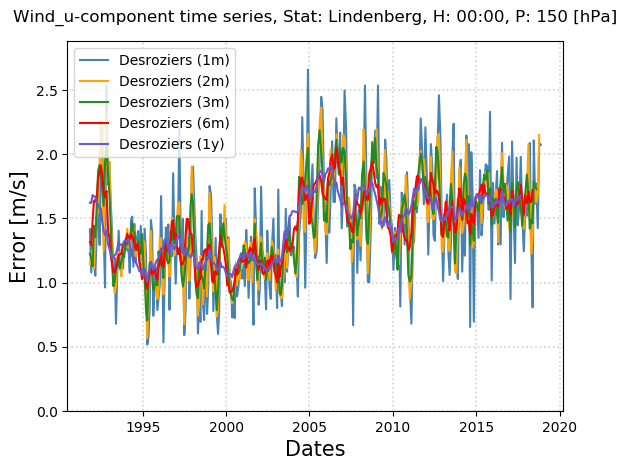 Wind_u-component time series, Stat: Lindenberg, H: 00:00, P: 150 [hPa]
Desroziers (1m)
Desroziers (2m)
Desroziers (3m)
Desroziers (6m)
Desroziers (1y)
Error [m/s]
2.5
2.0
1.5
1.0
0.5
0.0
1995 2000 2005 2010 2015 2020
Dates